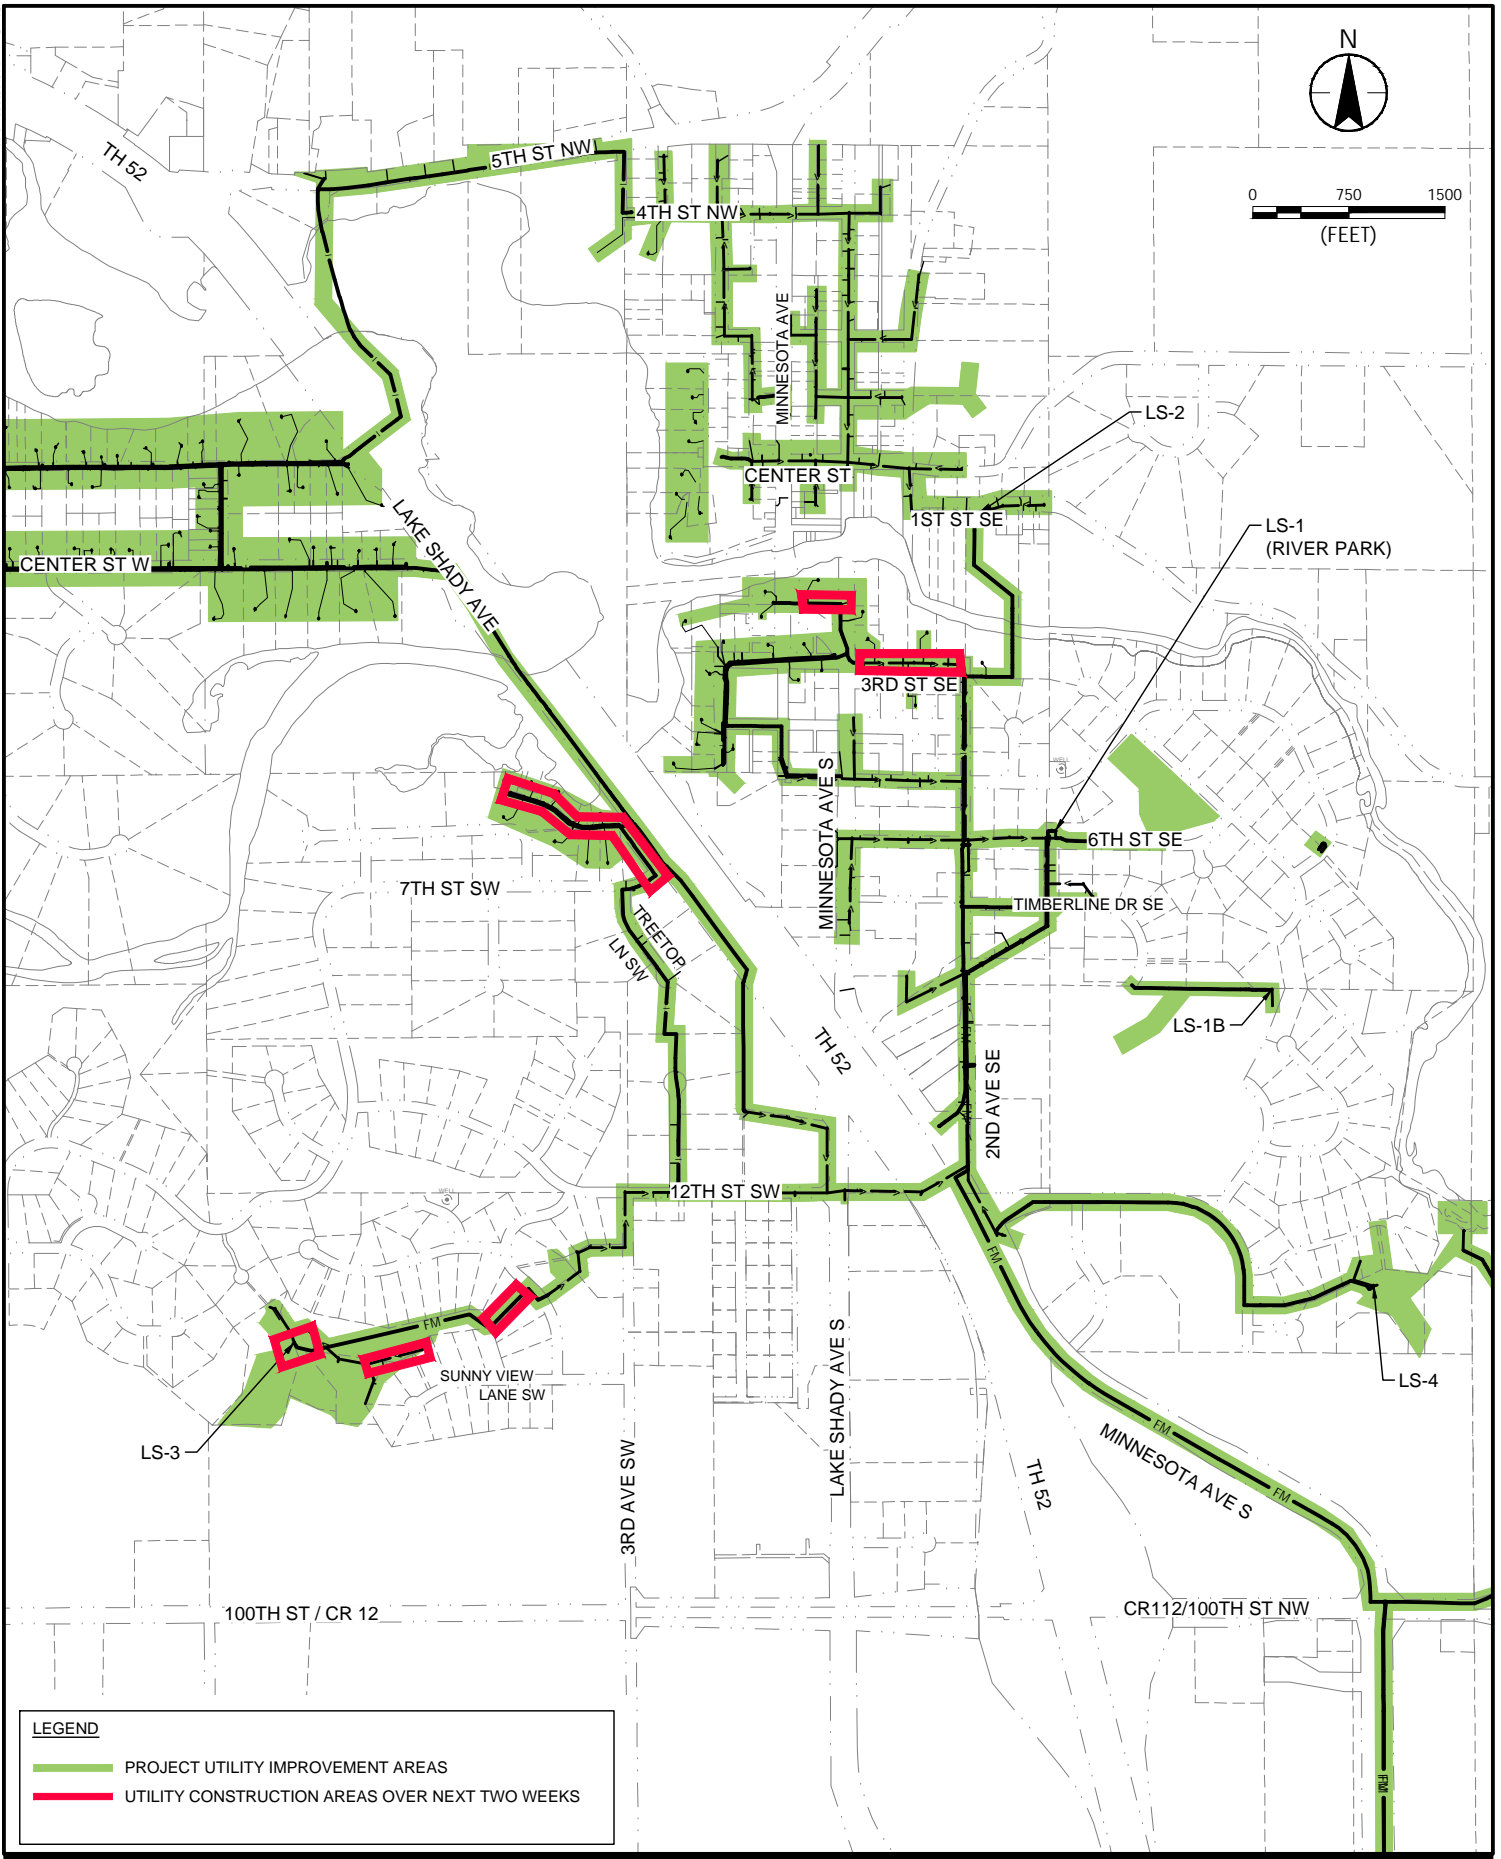 N
TH 52
5TH ST NW
4TH ST NW
0 750 1500
(FEET)
MINNESOTA AVE
LS-2
CENTER ST
1ST ST SE
LAKE SHADY AVE
LS-1
(RIVER PARK)
CENTER ST W
3RD ST SE
WELL
MINNESOTA AVE S
6TH ST SE
7TH ST SW
TREETOP
LN SW
TIMBERLINE DR SE
LS-1B
TH 52
2ND AVE SE
WELL
12TH ST SW
FM
FM
SUNNY VIEW
LANE SW
LAKE SHADY AVE S
LS-4
LS-3
3RD AVE SW
FM
MINNESOTA AVE S
TH 52
FM
100TH ST / CR 12
CR112/100TH ST NW
FM
LEGEND
PROJECT UTILITY IMPROVEMENT AREAS
UTILITY CONSTRUCTION AREAS OVER NEXT TWO WEEKS